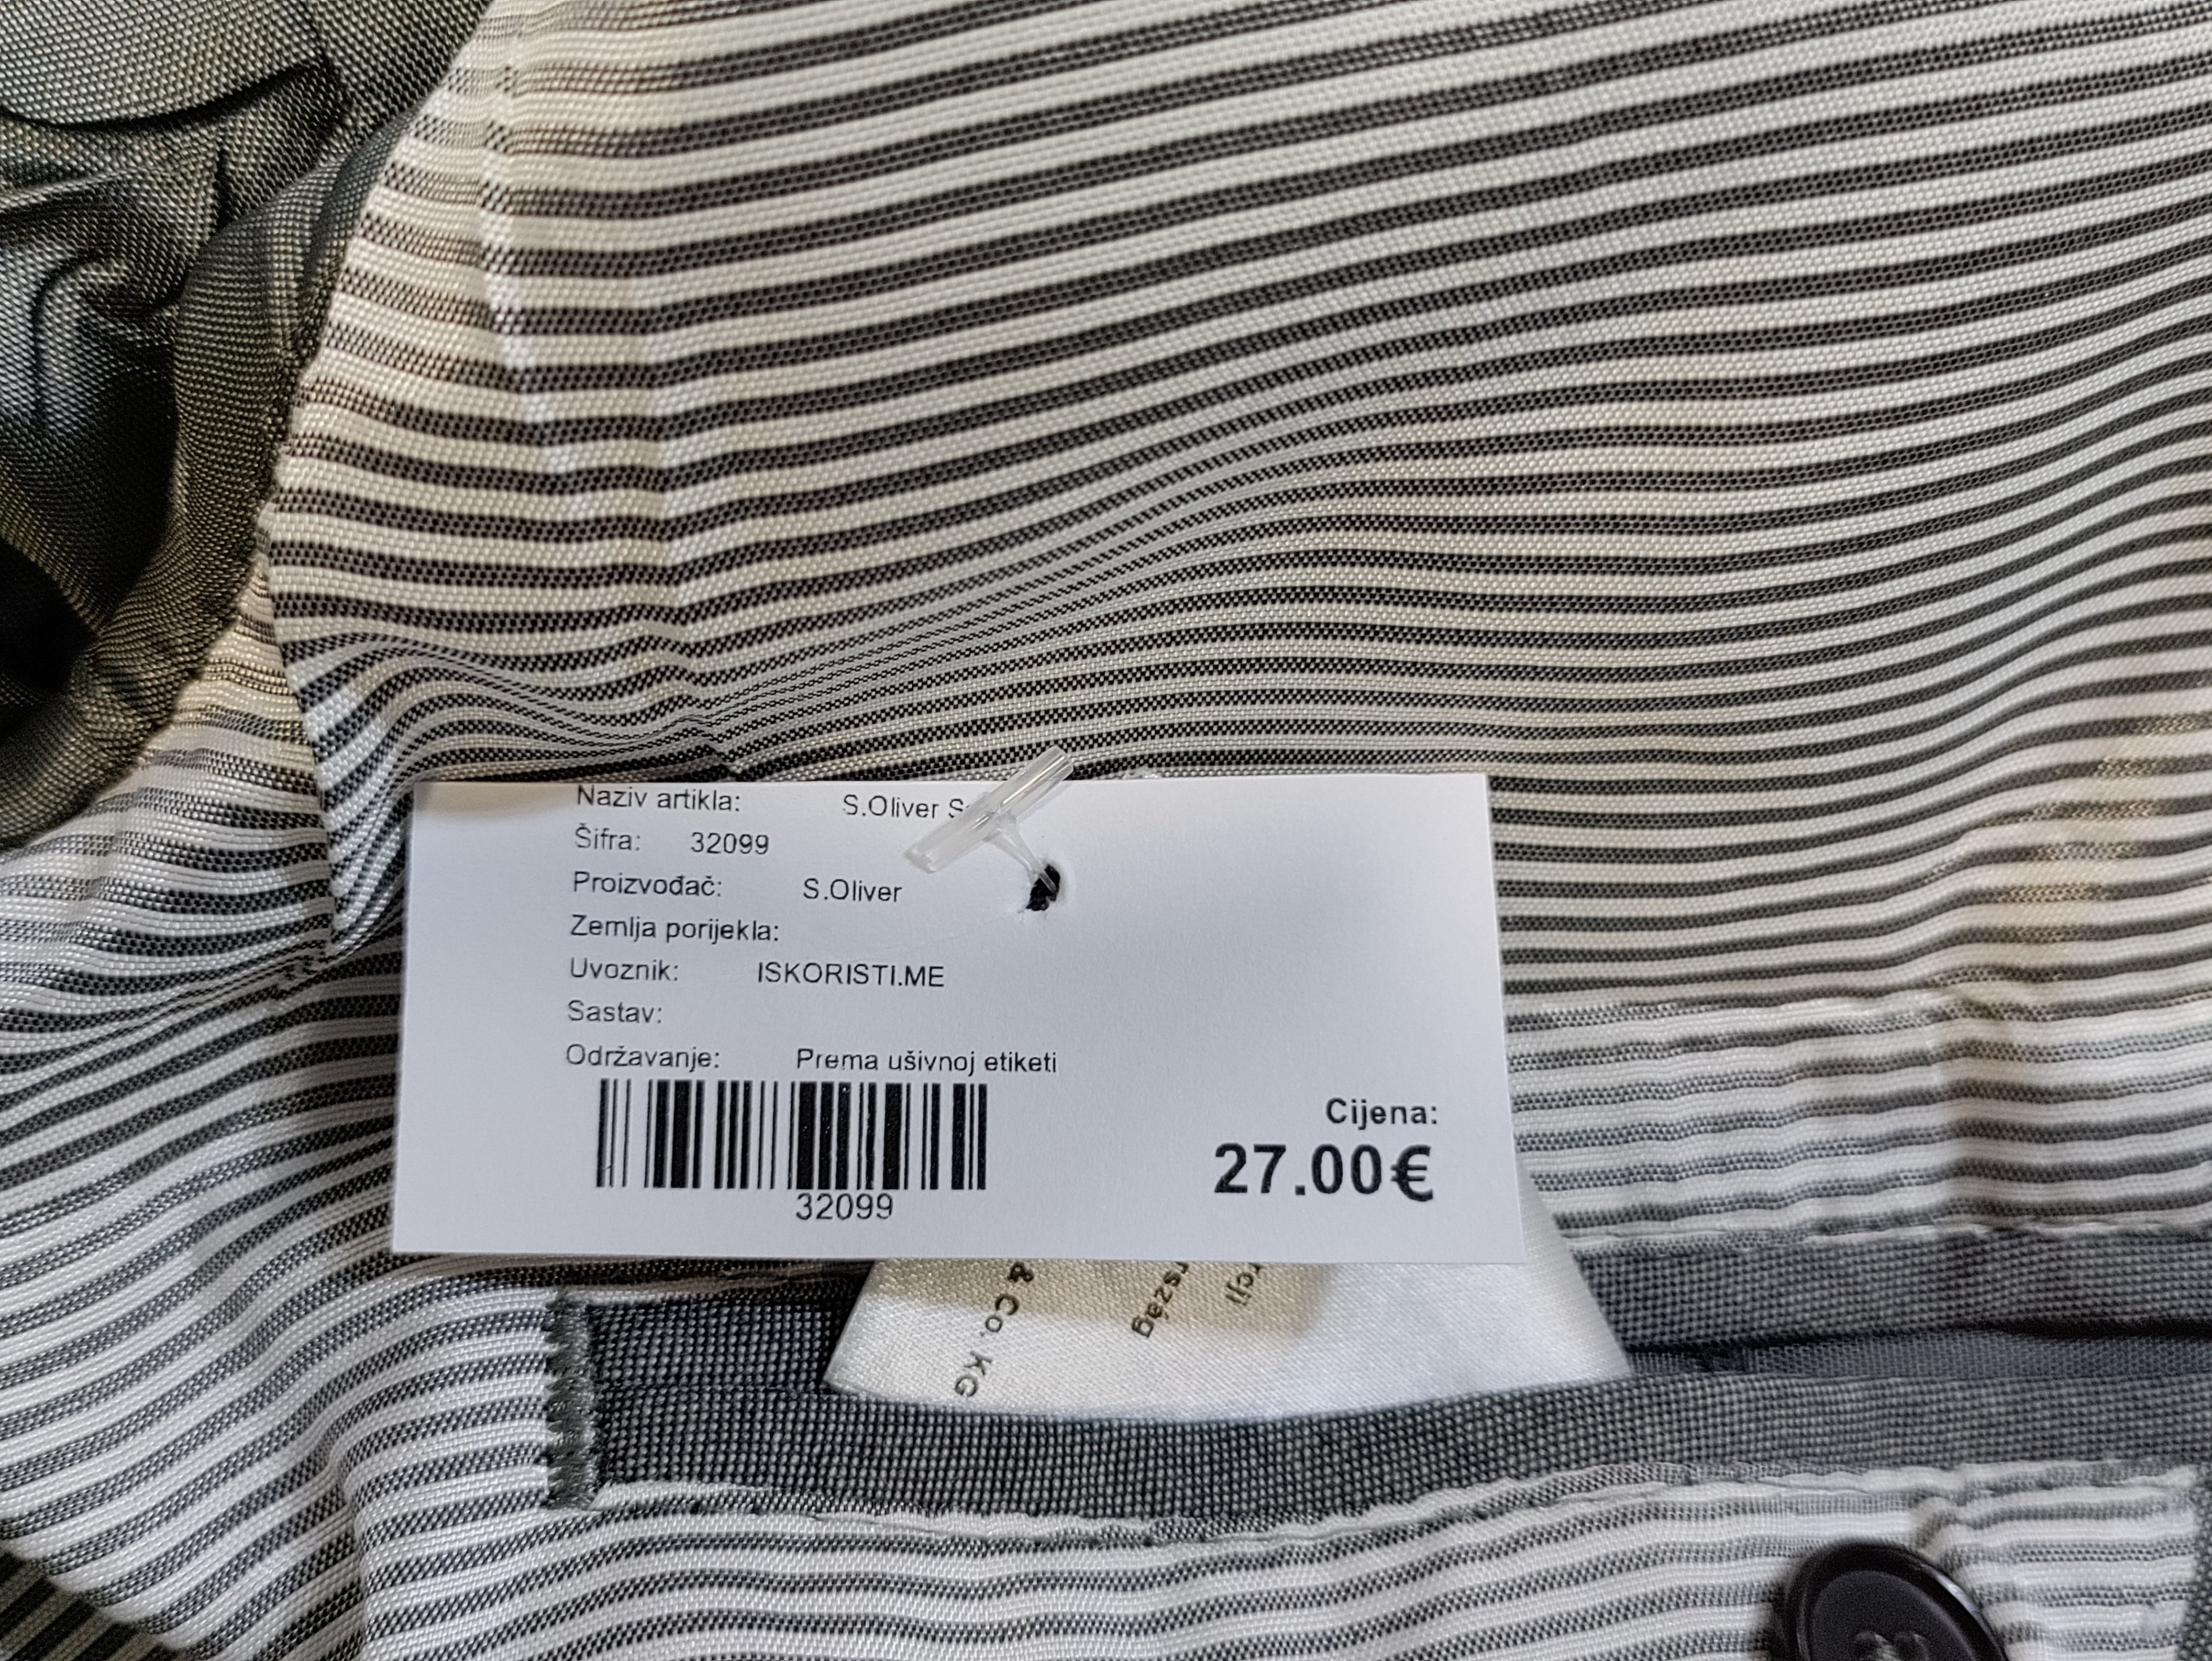 Naziv artikla: S.Oliver
Šifra: 32099
Proizvođač: S.Oliver
Zemlja porijekla:
Uvoznik: ISKORISTI.ME
Sastav:
Održavanje: Prema ušivnoj etiketi
32099
Cijena:
27.00€
& Co. KG